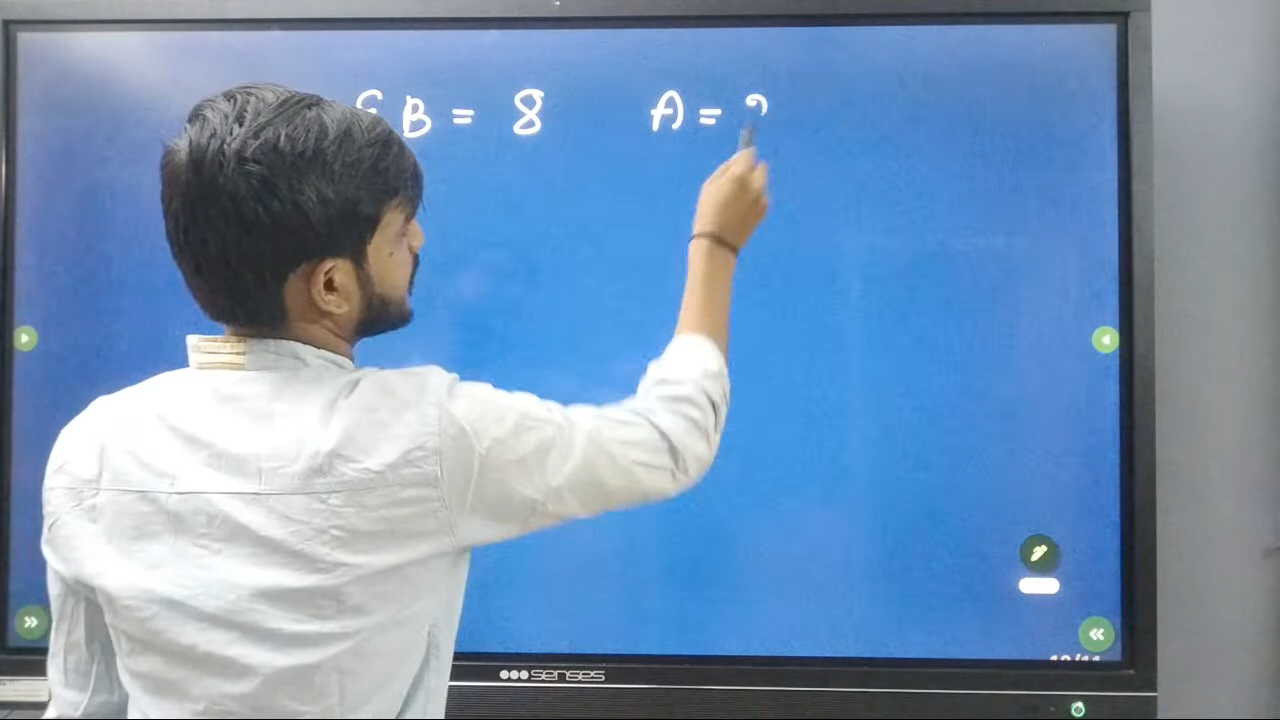 B = 8 A = ?
senses